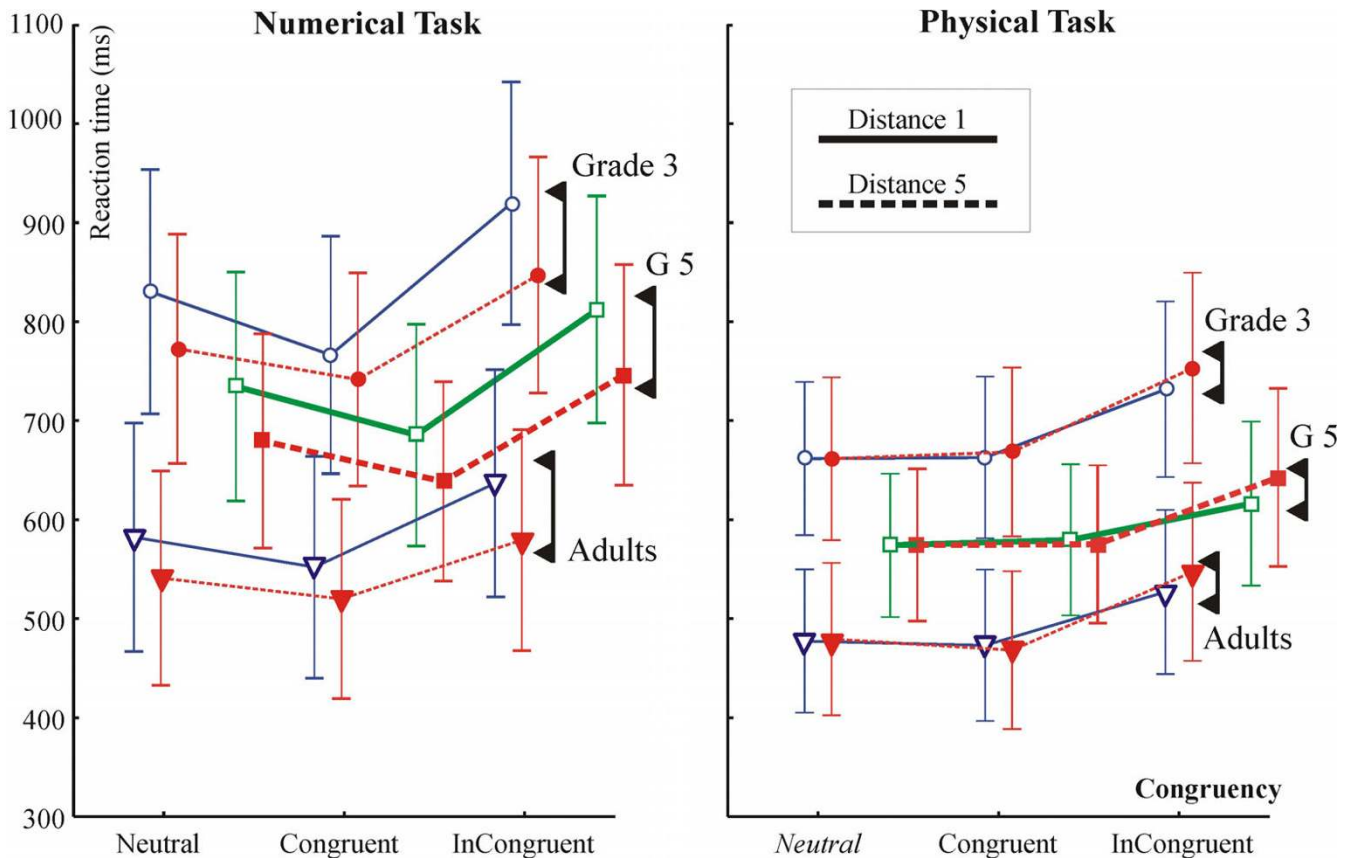 Numerical Task
Reaction time (ms)
1100
1000
900
800
700
600
500
400
300
Grade 3
G 5
Adults
Neutral
Congruent
InCongruent
Physical Task
Distance 1
Distance 5
Grade 3
G 5
Adults
Congruency
Neutral
Congruent
InCongruent